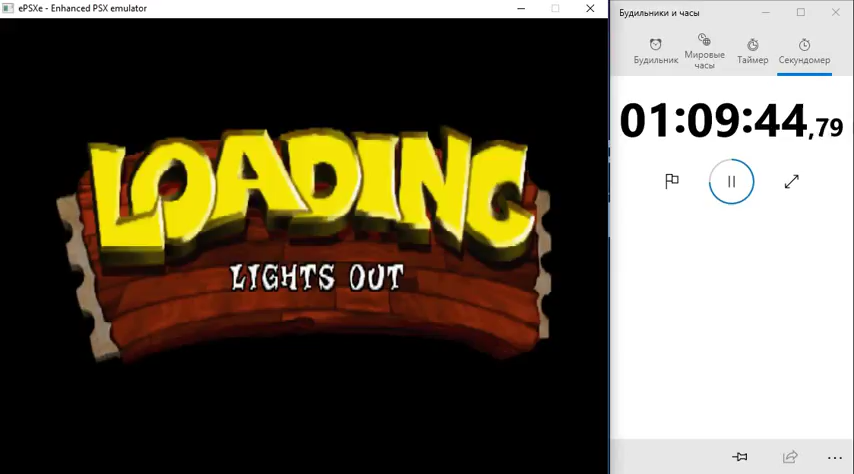 ePSXe - Enhanced PSX emulator
LOADING
LIGHTS OUT
Будильники и часы
Будильник
Мировые
часы
Таймер
Секундомер
01:09:44,79